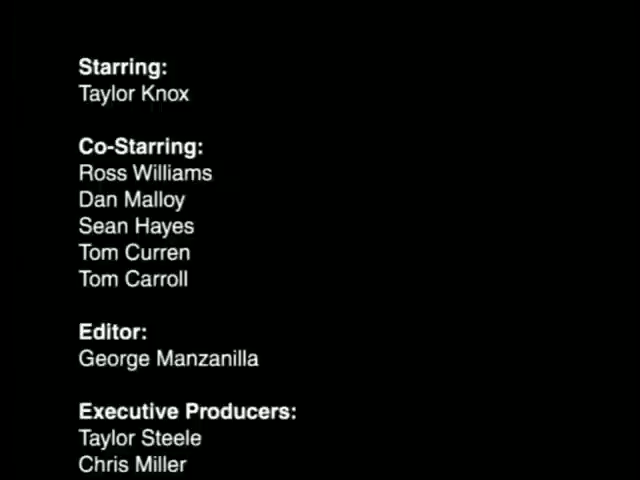 Starring:
Taylor Knox
Co-Starring:
Ross Williams
Dan Malloy
Sean Hayes
Tom Curren
Tom Carroll
Editor:
George Manzanilla
Executive Producers:
Taylor Steele
Chris Miller